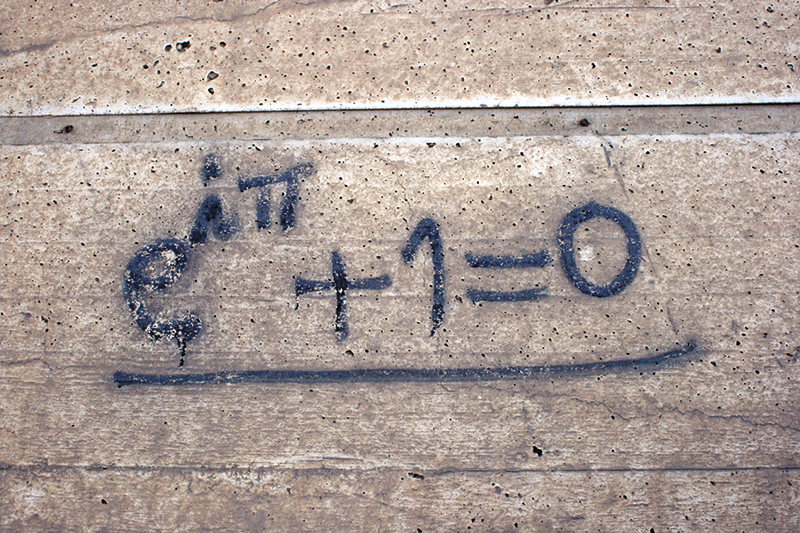 e^{iπ} + 1 = 0